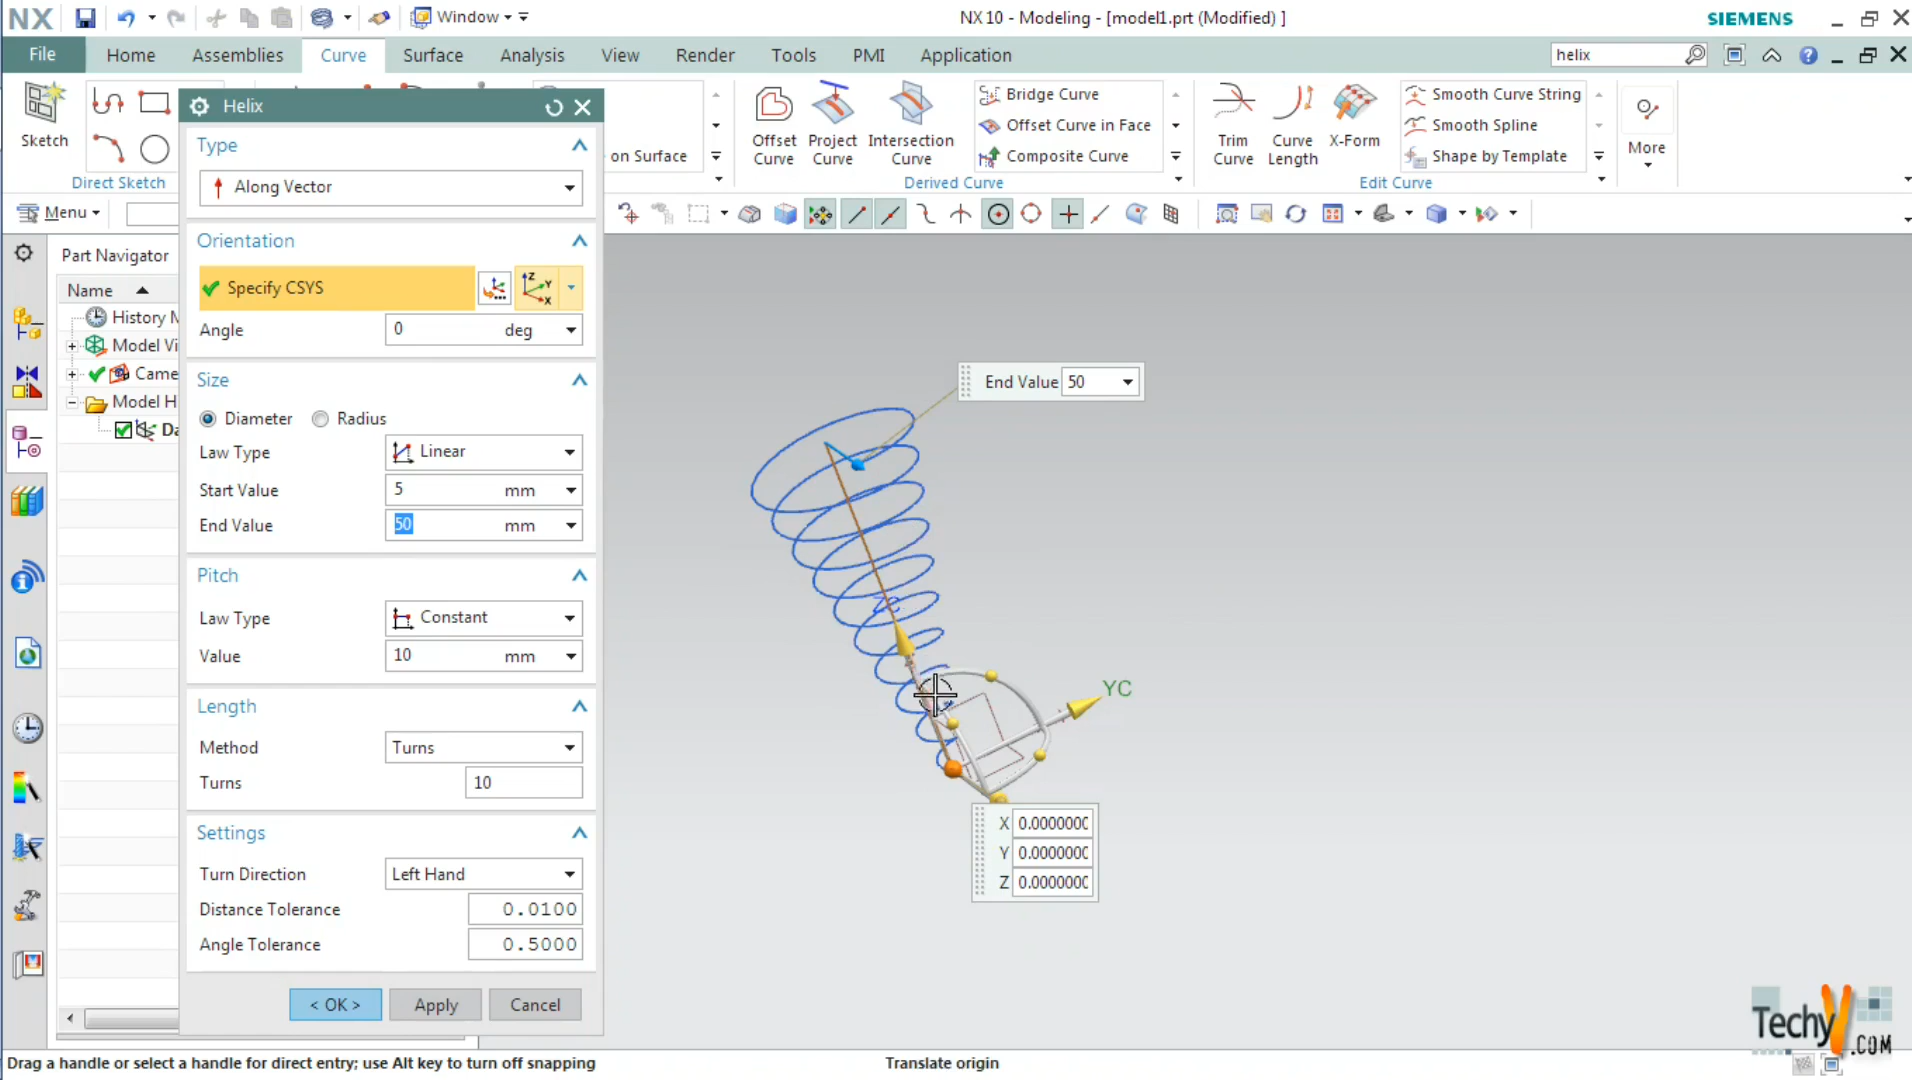 NX
Window
NX 10 - Modeling - [model1.prt (Modified) ]
SIEMENS
File
Home
Assemblies
Curve
Surface
Analysis
View
Render
Tools
PMI
Application
helix
Sketch
Direct Sketch
on Surface
Offset Curve
Project Curve
Intersection Curve
Bridge Curve
Offset Curve in Face
Composite Curve
Derived Curve
Trim Curve
Curve Length
X-Form
Smooth Curve String
Smooth Spline
Shape by Template
Edit Curve
More
Menu
Part Navigator
Name
History M
Model Vi
Came
Model H
Da
Helix
Type
Along Vector
Orientation
Specify CSYS
Z
Y
X
Angle 0 deg
Size
Diameter Radius
Law Type Linear
Start Value 5 mm
End Value 50 mm
Pitch
Law Type Constant
Value 10 mm
Length
Method Turns
Turns 10
Settings
Turn Direction Left Hand
Distance Tolerance 0.0100
Angle Tolerance 0.5000
< OK > Apply Cancel
End Value 50
YC
X 0.0000000
Y 0.0000000
Z 0.0000000
Drag a handle or select a handle for direct entry; use Alt key to turn off snapping
Translate origin
TechyV
.COM